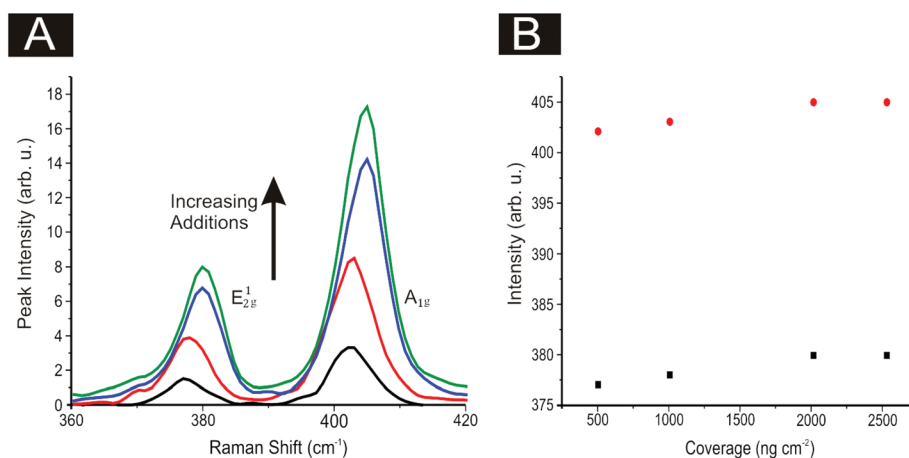 A
Peak Intensity (arb. u.)
18
16
14
12
10
8
6
4
2
0
Increasing
Additions
E¹₂g
A₁g
360
380
400
420
Raman Shift (cm⁻¹)
B
Intensity (arb. u.)
405
400
395
390
385
380
375
500
1000
1500
2000
2500
Coverage (ng cm⁻²)